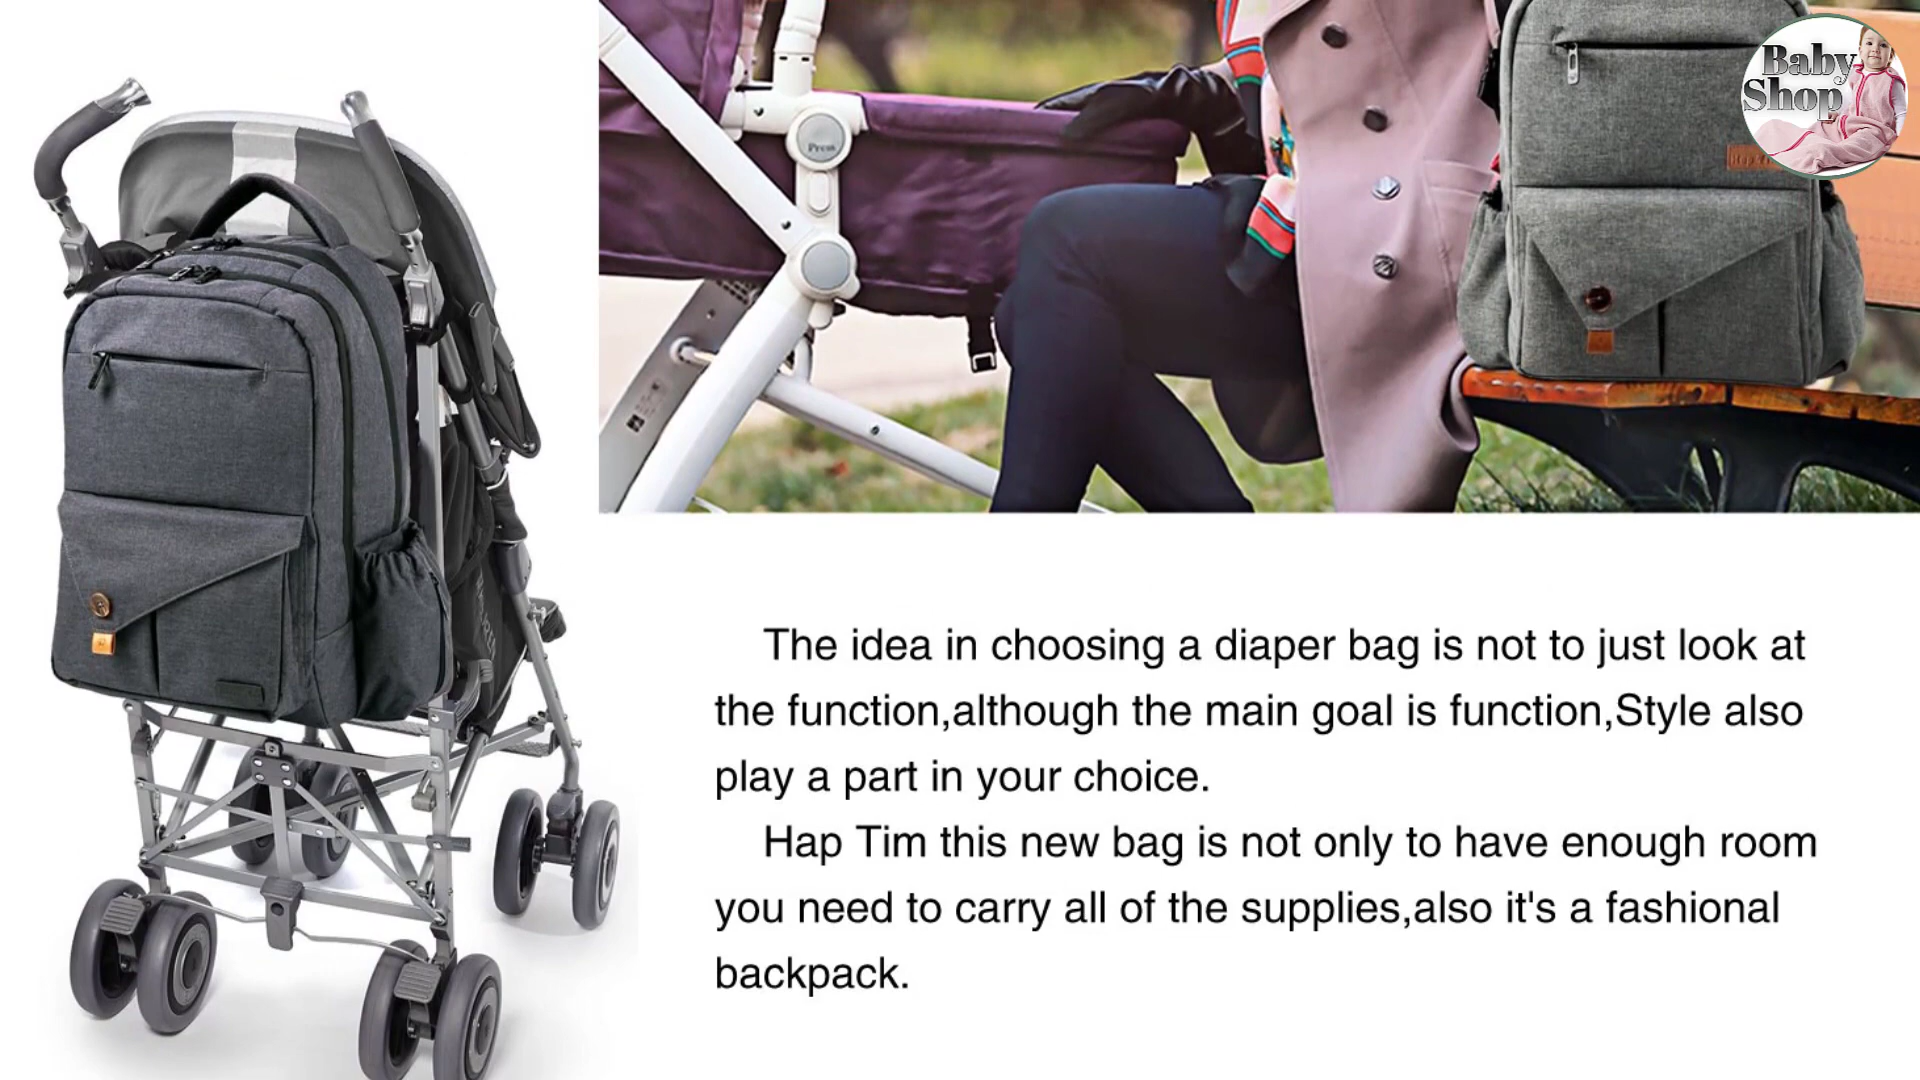 Baby
Shop
Press
The idea in choosing a diaper bag is not to just look at
the function,although the main goal is function,Style also
play a part in your choice.
Hap Tim this new bag is not only to have enough room
you need to carry all of the supplies,also it's a fashional
backpack.